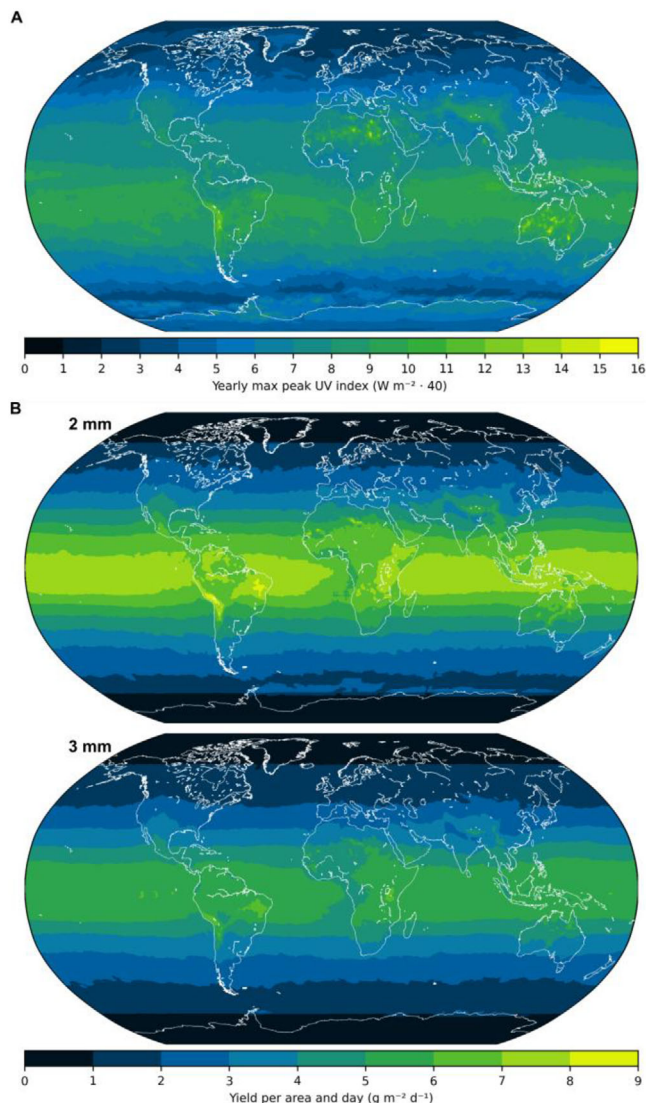 A
0 1 2 3 4 5 6 7 8 9 10 11 12 13 14 15 16
Yearly max peak UV index (W m⁻² · 40)
B
2 mm
3 mm
0 1 2 3 4 5 6 7 8 9
Yield per area and day (g m⁻² d⁻¹)